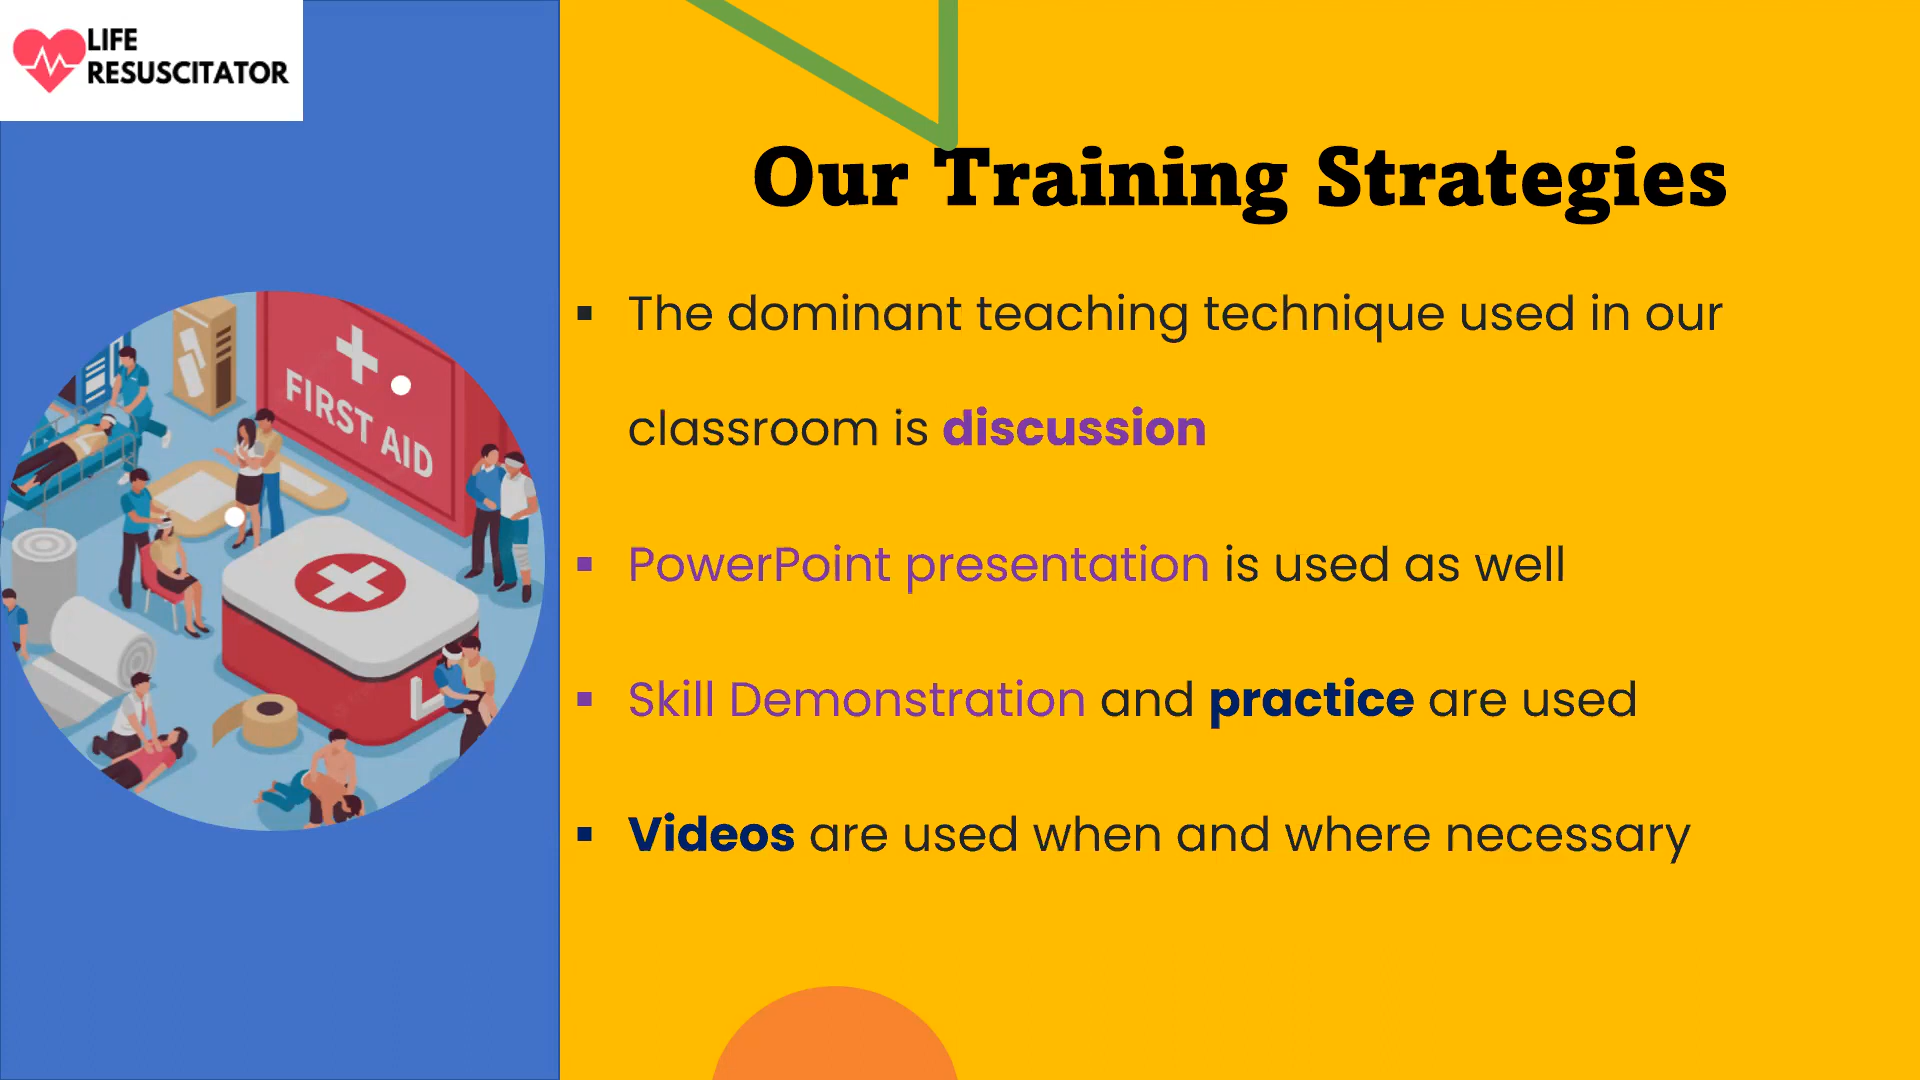 LIFE
RESUSCITATOR
FIRST AID
Our Training Strategies
▪ The dominant teaching technique used in our
classroom is discussion
▪ PowerPoint presentation is used as well
▪ Skill Demonstration and practice are used
▪ Videos are used when and where necessary